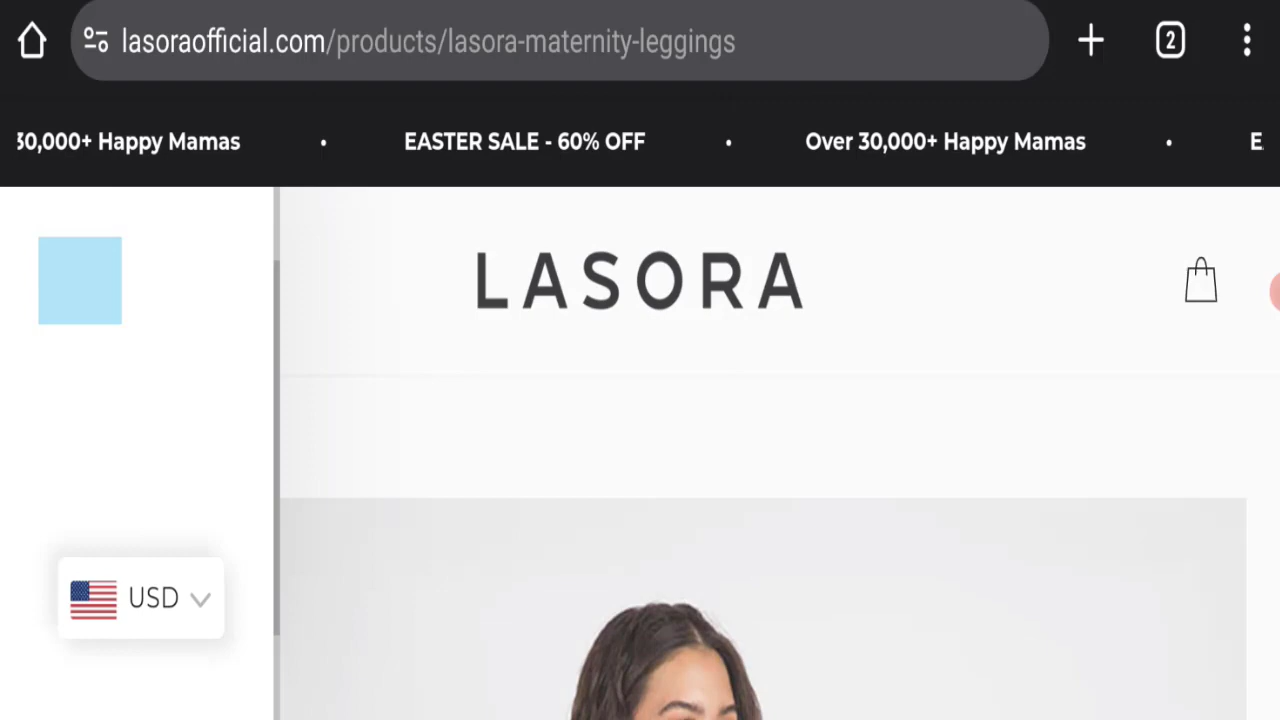 lasoraofficial.com/products/lasora-maternity-leggings
2
30,000+ Happy Mamas • EASTER SALE - 60% OFF • Over 30,000+ Happy Mamas • E
LASORA
USD